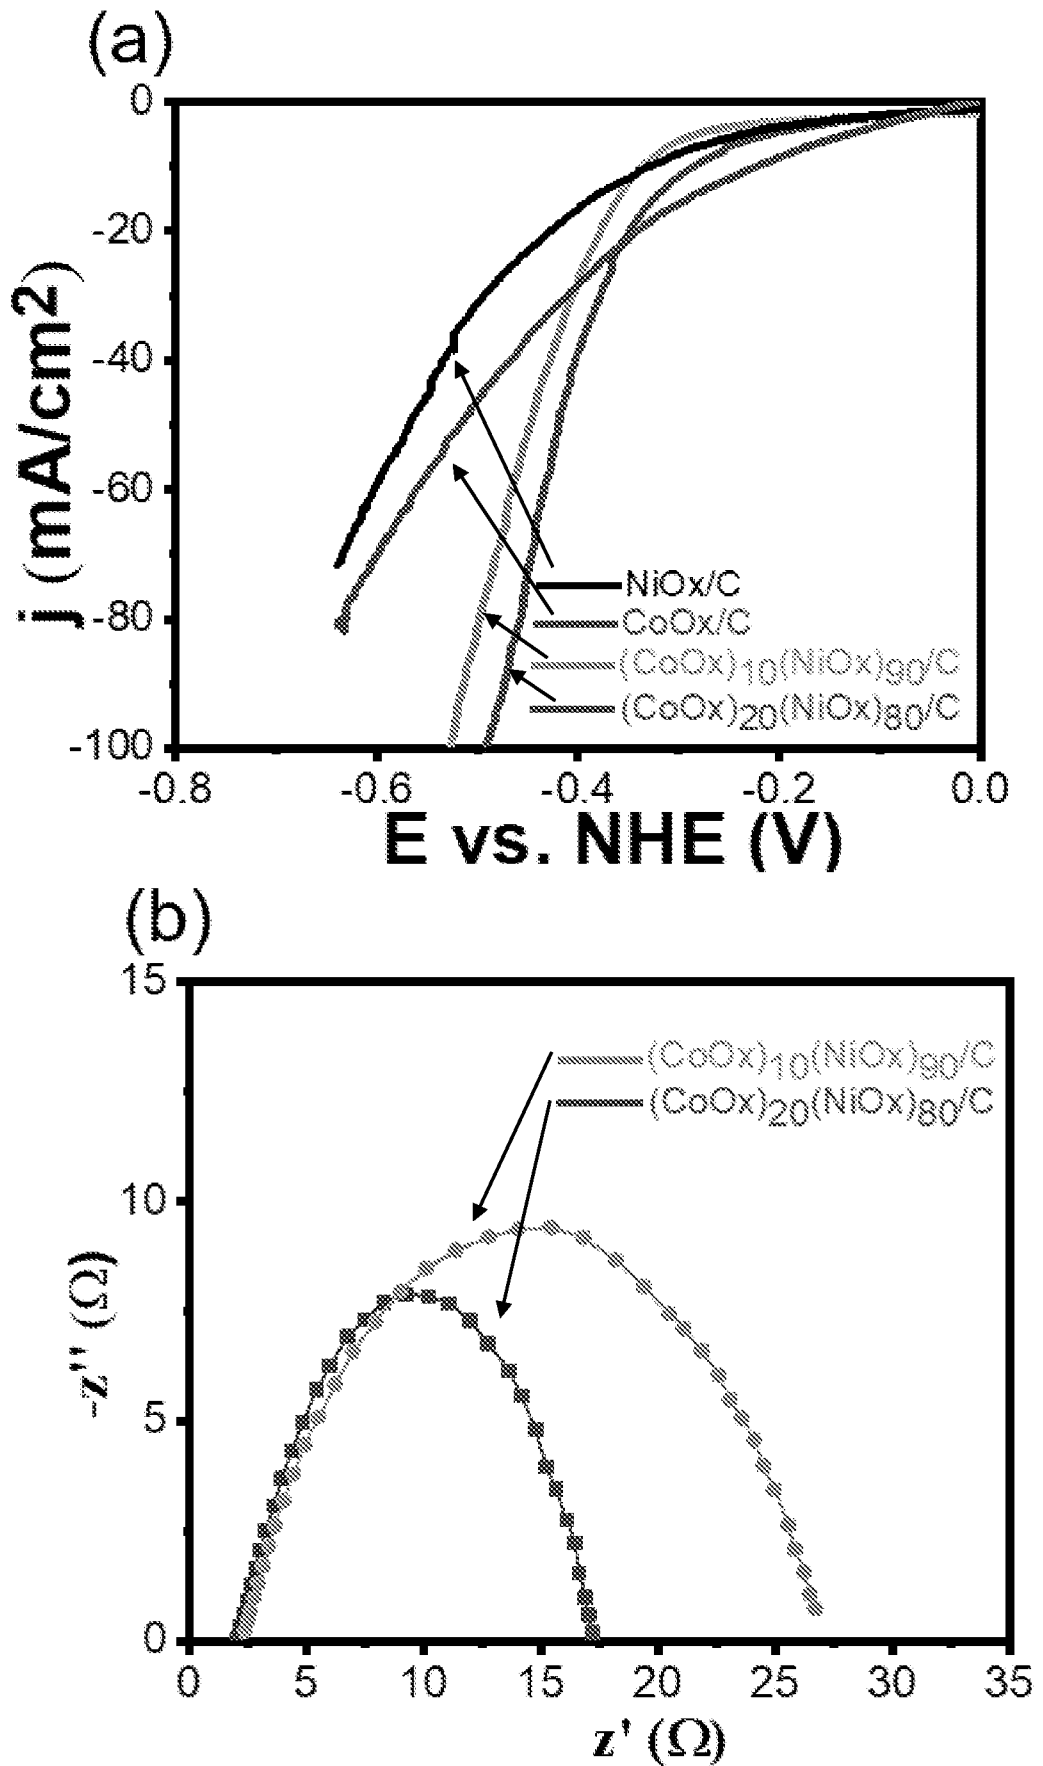 (a)
0
-20
-40
-60
-80
-100
j (mA/cm2)
NiOx/C
CoOx/C
(CoOx)10(NiOx)90/C
(CoOx)20(NiOx)80/C
-0.8 -0.6 -0.4 -0.2 0.0
E vs. NHE (V)
(b)
15
10
5
0
-z'' (Ω)
(CoOx)10(NiOx)90/C
(CoOx)20(NiOx)80/C
0 5 10 15 20 25 30 35
z' (Ω)